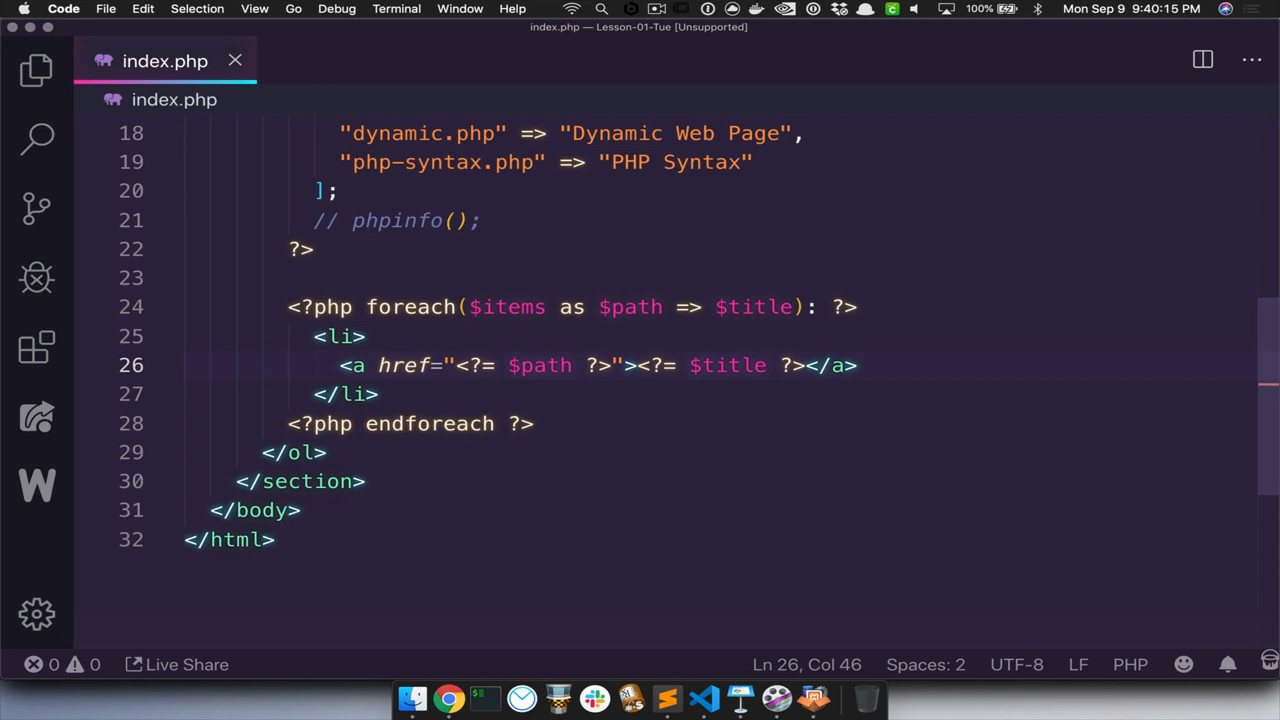 Code File Edit Selection View Go Debug Terminal Window Help 100% Mon Sep 9 9:40:15 PM
index.php — Lesson-01-Tue [Unsupported]
index.php
index.php
18 "dynamic.php" => "Dynamic Web Page",
19 "php-syntax.php" => "PHP Syntax"
20 ];
21 // phpinfo();
22 ?>
23
24 <?php foreach($items as $path => $title): ?>
25 <li>
26 <a href="<?= $path ?>"><?= $title ?></a>
27 </li>
28 <?php endforeach ?>
29 </ol>
30 </section>
31 </body>
32 </html>
W
0 0 Live Share Ln 26, Col 46 Spaces: 2 UTF-8 LF PHP